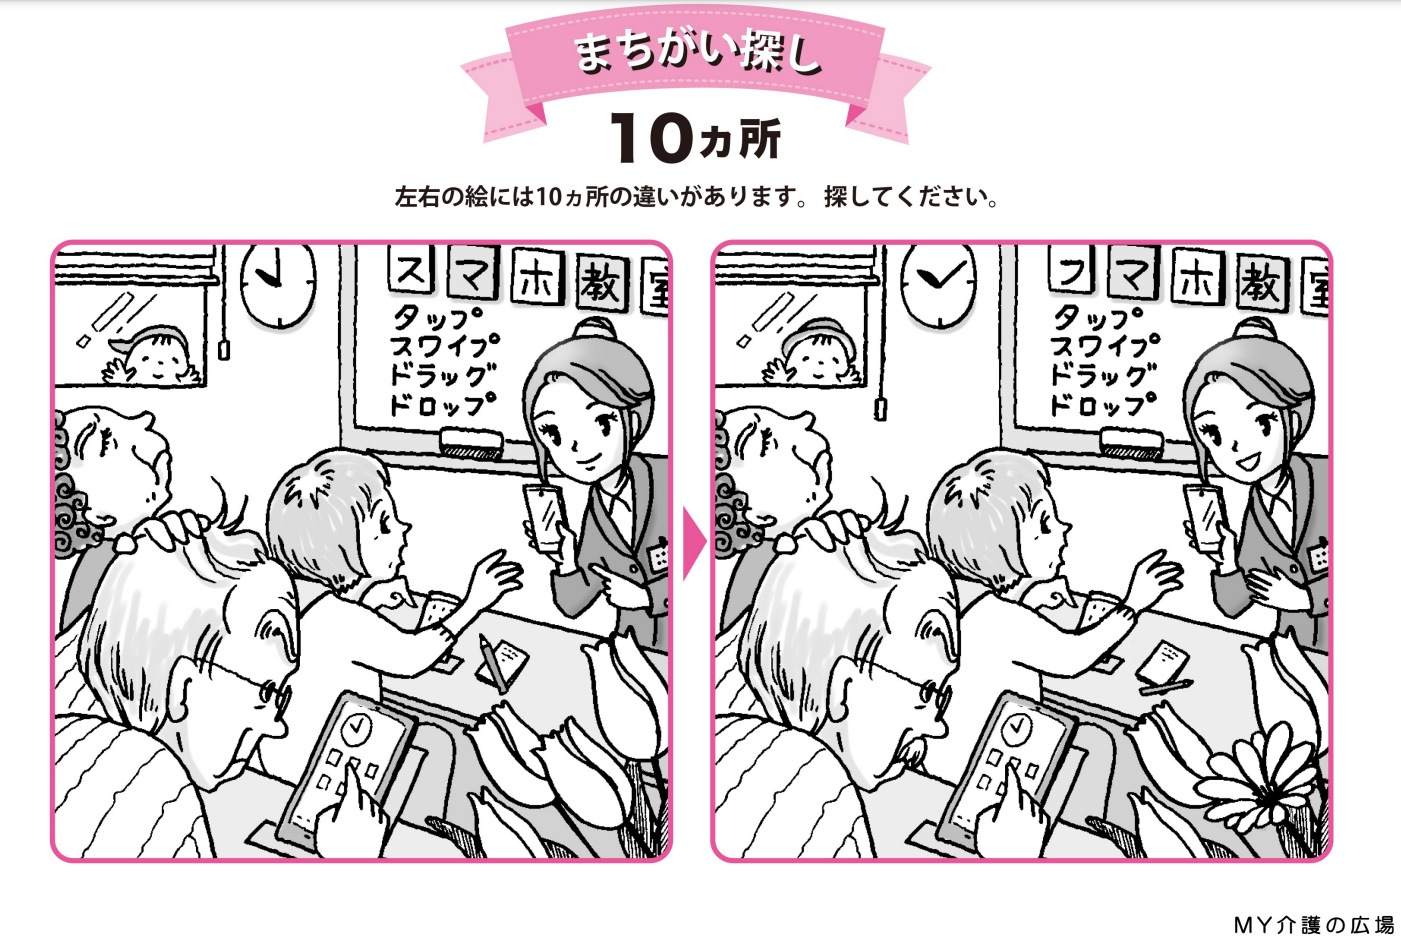 まちがい探し
10ヵ所
左右の絵には10ヵ所の違いがあります。 探してください。
スマホ教室
タップ
スワイプ
ドラッグ
ドロップ
フマホ教室
タップ
スワイプ
ドラッグ
ドロップ
MY介護の広場